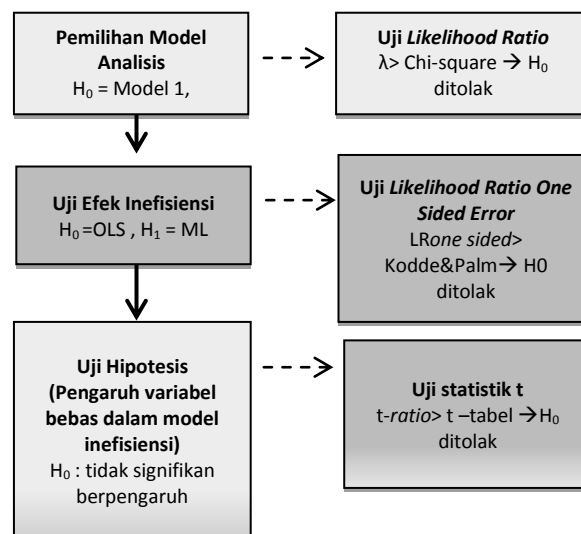 Pemilihan Model
Analisis
H₀ = Model 1,
Uji Likelihood Ratio
λ> Chi-square → H₀
ditolak
Uji Efek Inefisiensi
H₀ =OLS , H₁ = ML
Uji Likelihood Ratio One
Sided Error
LRone sided>
Kodde&Palm→ H0
ditolak
Uji Hipotesis
(Pengaruh variabel
bebas dalam model
inefisiensi)
H₀ : tidak signifikan
berpengaruh
Uji statistik t
t-ratio> t –tabel →H₀
ditolak